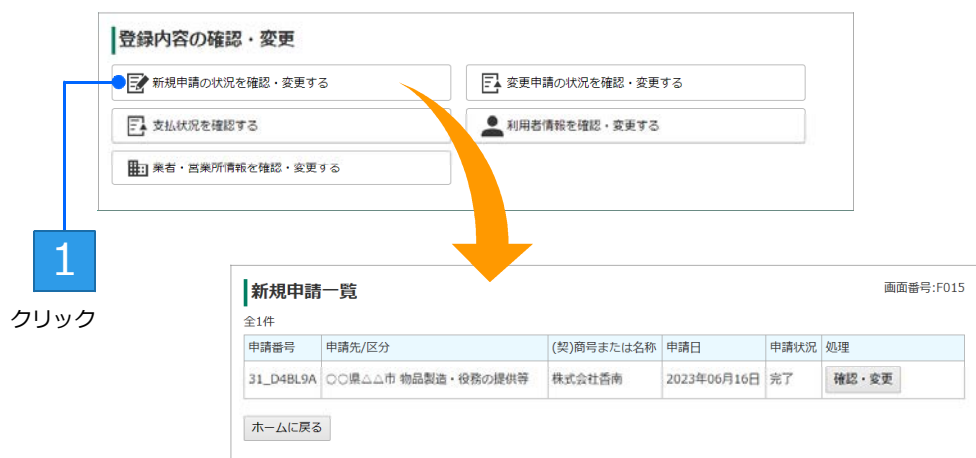 登録内容の確認・変更
新規申請の状況を確認・変更する
変更申請の状況を確認・変更する
支払状況を確認する
利用者情報を確認・変更する
業者・営業所情報を確認・変更する
1
クリック
新規申請一覧
画面番号:F015
全1件
申請番号 申請先/区分 (契)商号または名称 申請日 申請状況 処理
31_D4BL9A 〇〇県△△市 物品製造・役務の提供等 株式会社香南 2023年06月16日 完了 確認・変更
ホームに戻る